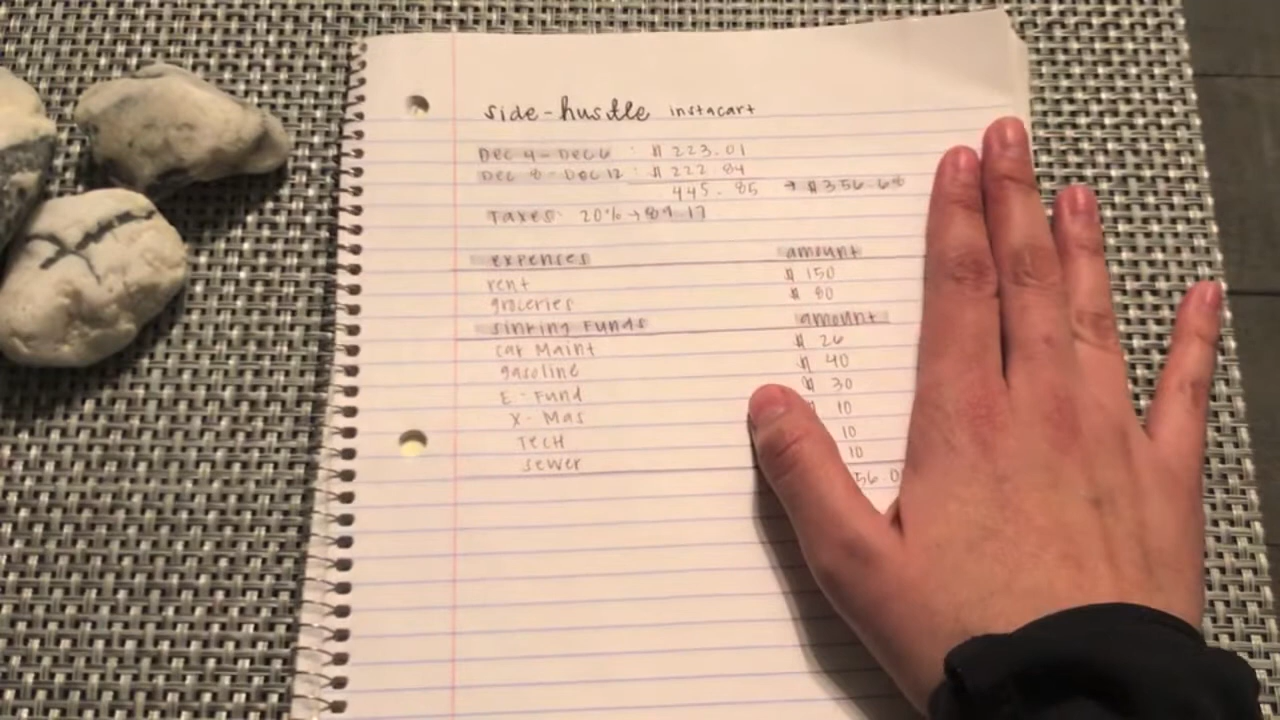 side-hustle instacart
Dec 4 - Dec 6 : $ 223.01
Dec 8 - Dec 12 : $ 222.84
445.85 → $356.68
Taxes: 20% → 89.17
expenses amount
rent $ 150
groceries $ 80
sinking Funds amount
car Maint $ 26
gasoline $ 40
E-Fund $ 30
X-Mas 10
Tech 10
sewer 10
56.0